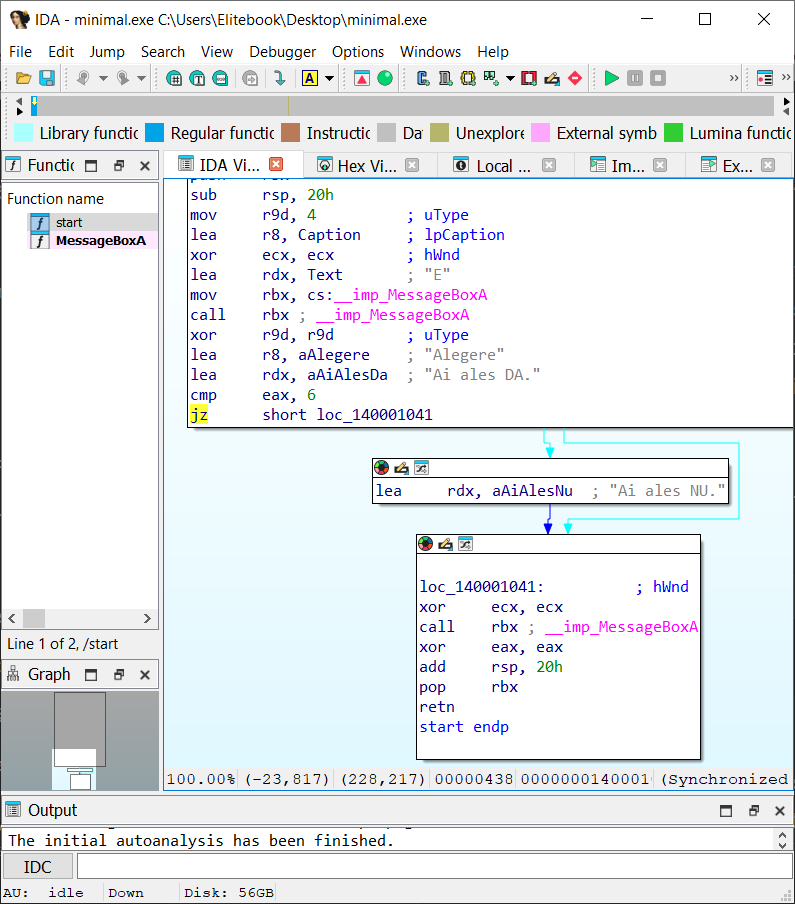 IDA - minimal.exe C:\Users\Elitebook\Desktop\minimal.exe
File Edit Jump Search View Debugger Options Windows Help
Library functic Regular functic Instructic Da Unexplore External symb Lumina functic
Functic IDA Vi... Hex Vi... Local ... Im... Ex...
Function name
start
MessageBoxA
sub rsp, 20h
mov r9d, 4 ; uType
lea r8, Caption ; lpCaption
xor ecx, ecx ; hWnd
lea rdx, Text ; "E"
mov rbx, cs:__imp_MessageBoxA
call rbx ; __imp_MessageBoxA
xor r9d, r9d ; uType
lea r8, aAlegere ; "Alegere"
lea rdx, aAiAlesDa ; "Ai ales DA."
cmp eax, 6
jz short loc_140001041
lea rdx, aAiAlesNu ; "Ai ales NU."
loc_140001041: ; hWnd
xor ecx, ecx
call rbx ; __imp_MessageBoxA
xor eax, eax
add rsp, 20h
pop rbx
retn
start endp
Line 1 of 2, /start
Graph
100.00% (-23,817) (228,217) 00000438 00000001400010 (Synchronized
Output
The initial autoanalysis has been finished.
IDC
AU: idle Down Disk: 56GB